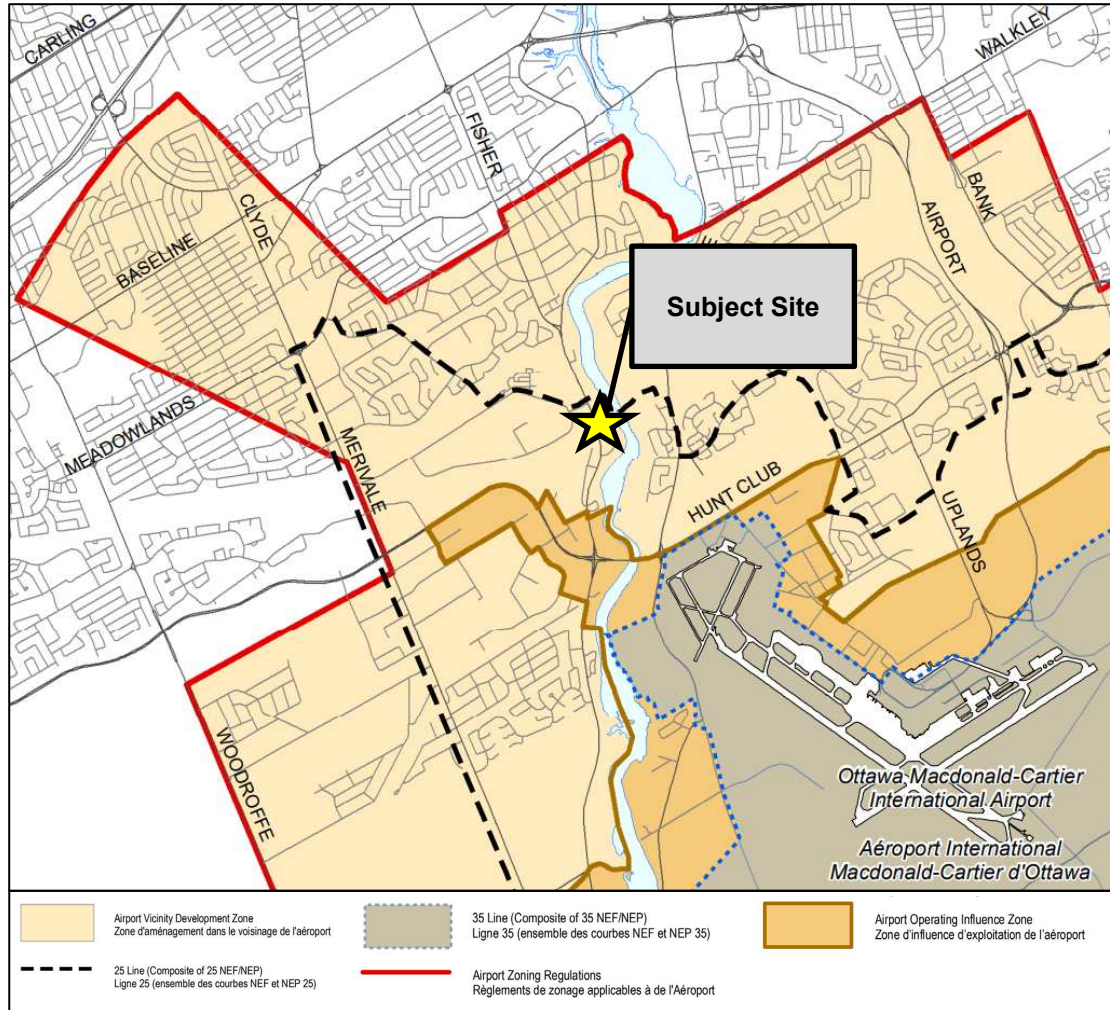 CARLING
WALKLEY
FISHER
BANK
AIRPORT
CLYDE
BASELINE
Subject Site
MEADOWLANDS
MERIVALE
HUNT CLUB
UPLANDS
WOODROFFE
Ottawa Macdonald-Cartier
International Airport
Aéroport International
Macdonald-Cartier d'Ottawa
Airport Vicinity Development Zone
Zone d'aménagement dans le voisinage de l'aéroport
35 Line (Composite of 35 NEF/NEP)
Ligne 35 (ensemble des courbes NEF et NEP 35)
Airport Operating Influence Zone
Zone d'influence d'exploitation de l'aéroport
25 Line (Composite of 25 NEF/NEP)
Ligne 25 (ensemble des courbes NEF et NEP 25)
Airport Zoning Regulations
Règlements de zonage applicables à de l'Aéroport